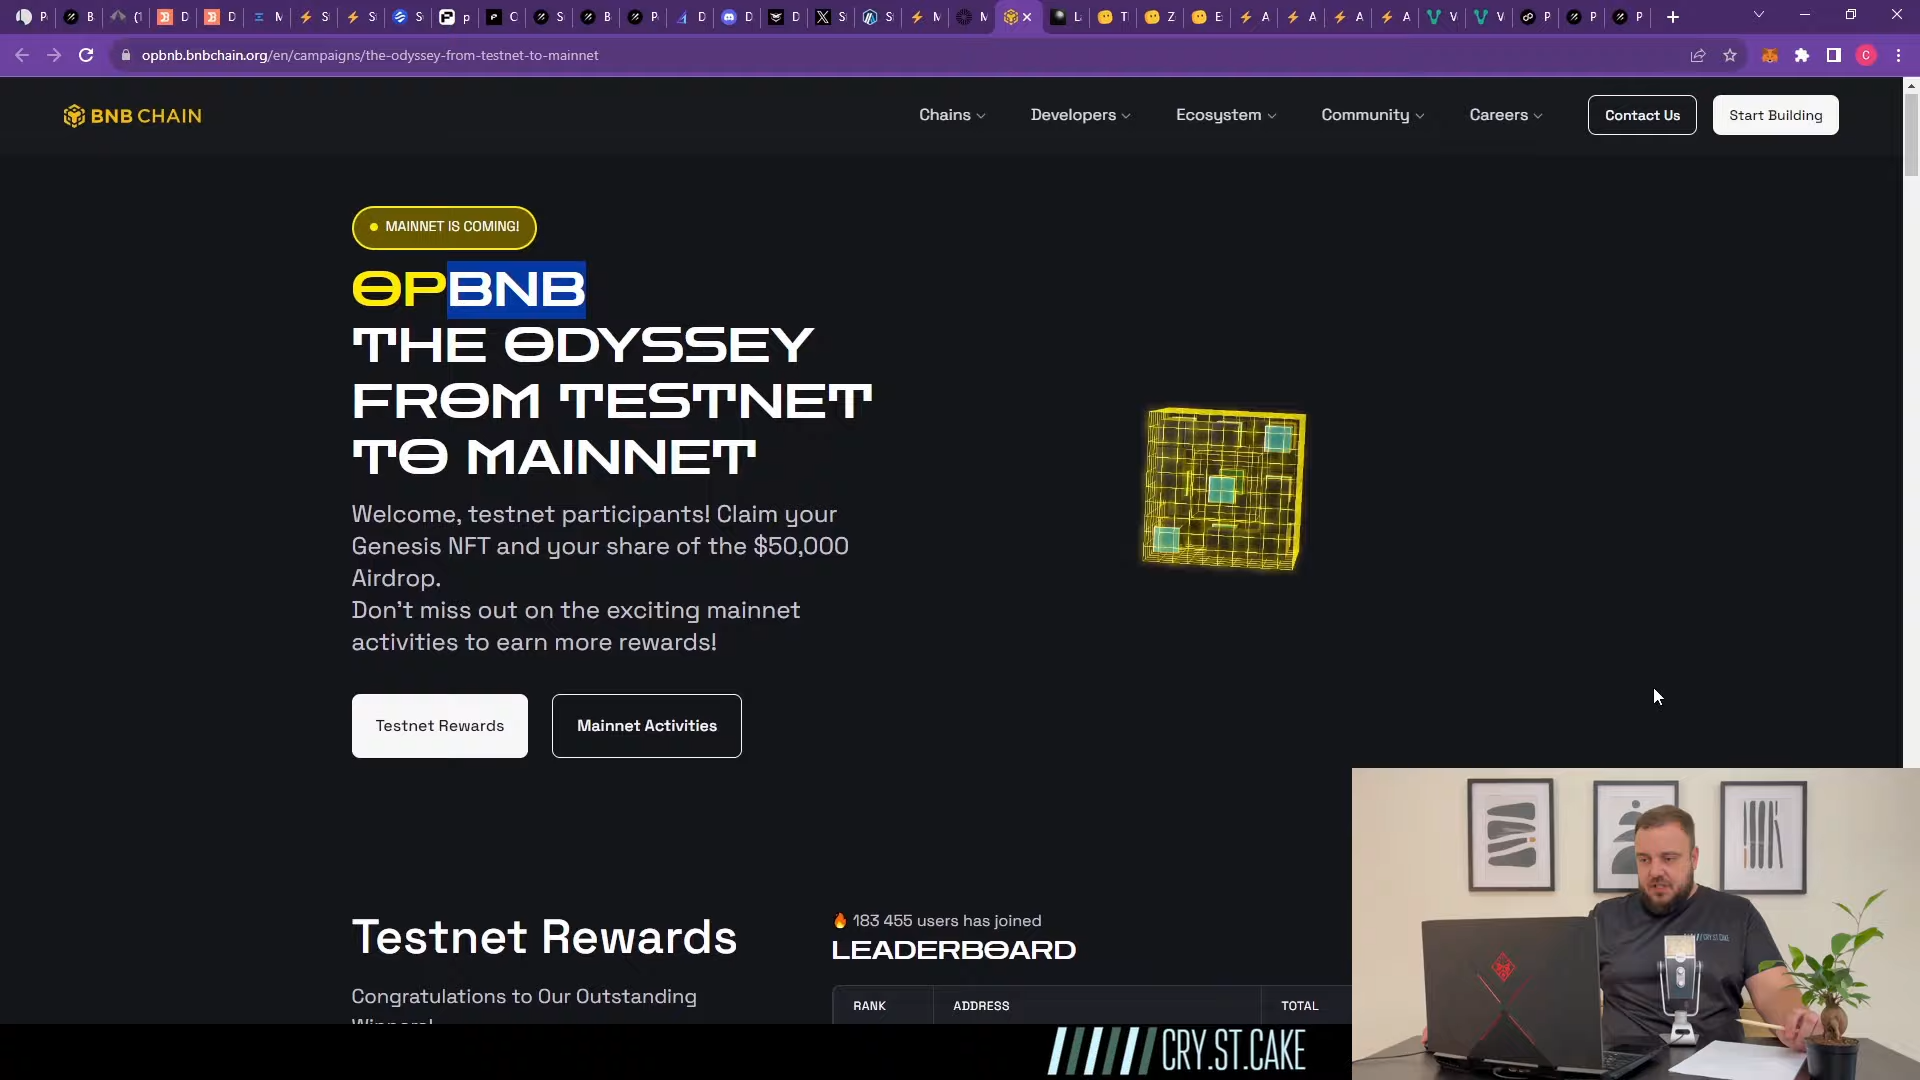 opbnb.bnbchain.org/en/campaigns/the-odyssey-from-testnet-to-mainnet
BNB CHAIN
Chains
Developers
Ecosystem
Community
Careers
Contact Us
Start Building
MAINNET IS COMING!
OPBNB
THE ODYSSEY
FROM TESTNET
TO MAINNET
Welcome, testnet participants! Claim your
Genesis NFT and your share of the $50,000
Airdrop.
Don't miss out on the exciting mainnet
activities to earn more rewards!
Testnet Rewards
Mainnet Activities
Testnet Rewards
183 455 users has joined
LEADERBOARD
Congratulations to Our Outstanding
Winners!
RANK
ADDRESS
TOTAL
CRY.ST.CAKE